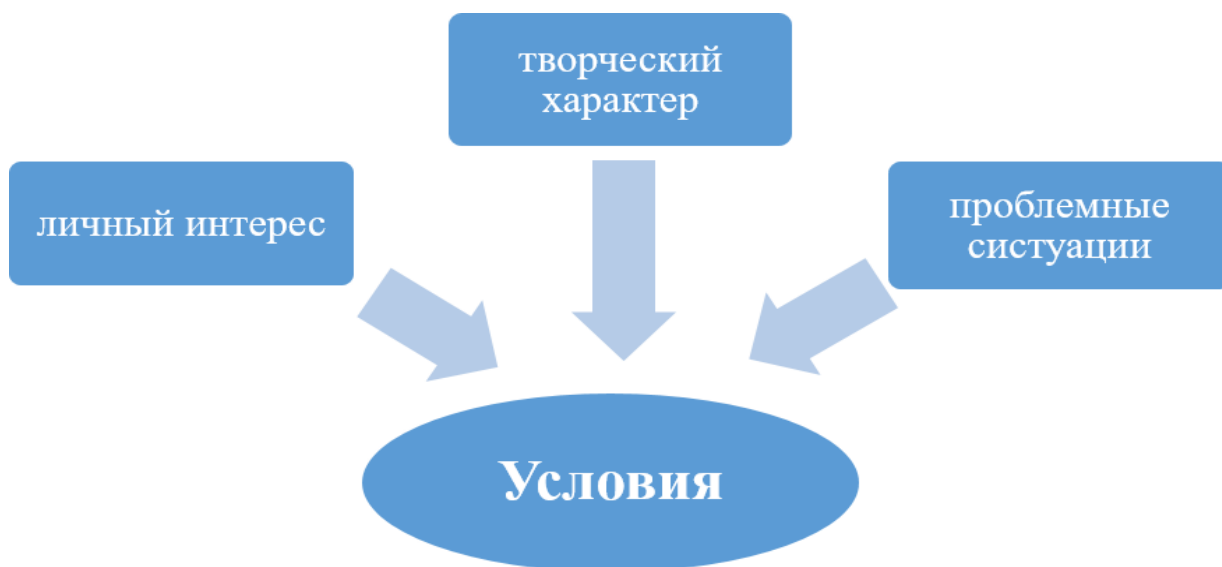 творческий
характер
личный интерес
проблемные
систуации
Условия